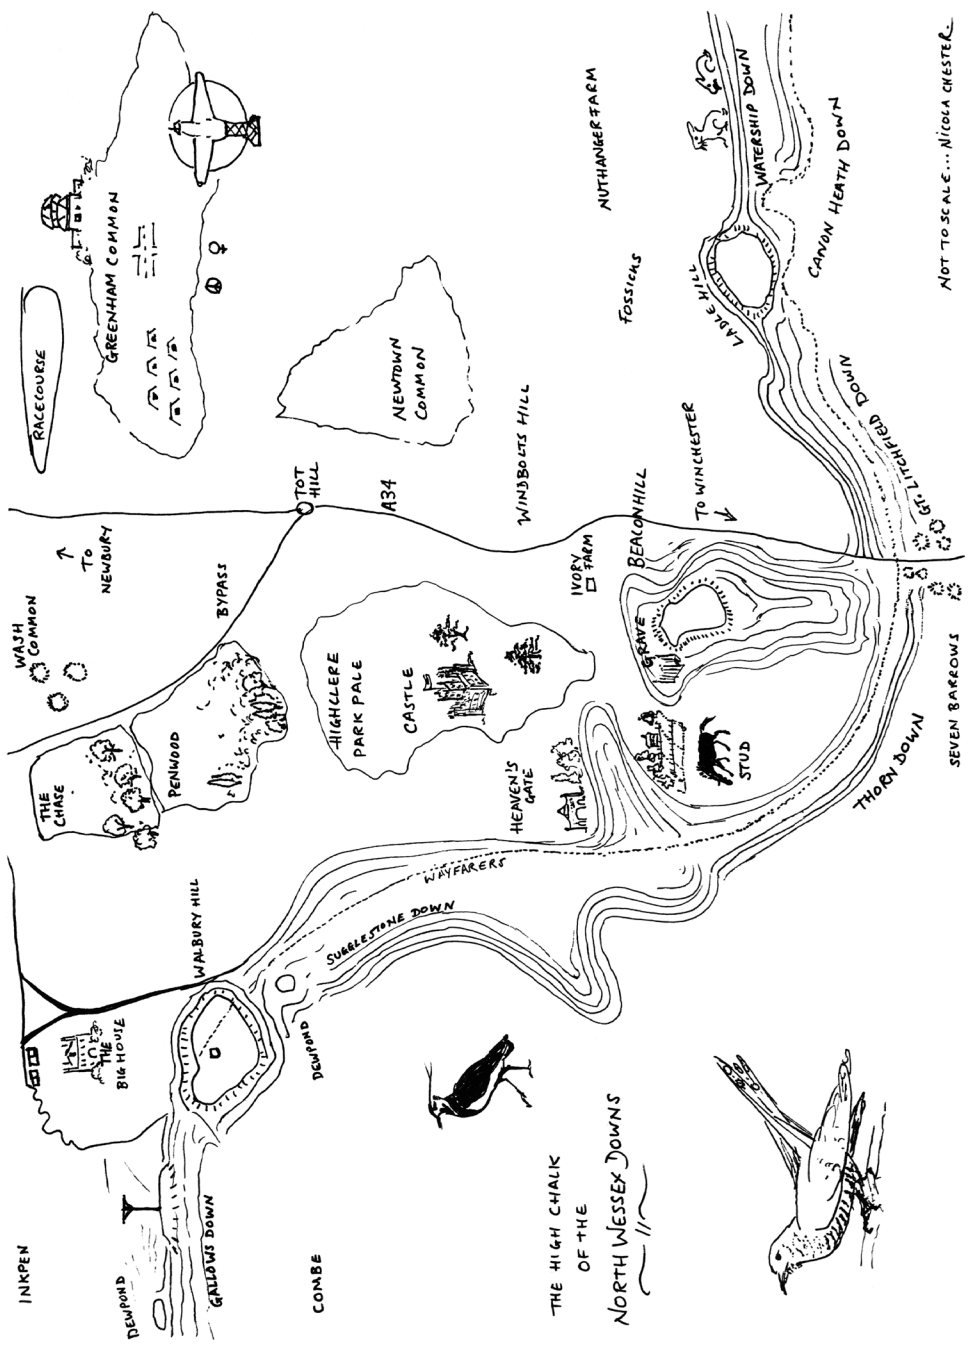 INKPEN
DEWPOND
GALLOWS DOWN
COMBE
THE
BIG HOUSE
WALBURY HILL
DEWPOND
SUGGLESTONE DOWN
WAYFARERS
THE
CHASE
PENWOOD
WASH
COMMON
TO
NEWBURY
BYPASS
TOT
HILL
A34
RACECOURSE
GREENHAM COMMON
NEWTOWN
COMMON
HIGHCLERE
PARK PALE
CASTLE
HEAVEN'S
GATE
STUD
GRAVE
BEACON HILL
IVORY
FARM
WINDBOLTS HILL
TO WINCHESTER
FOSSICKS
NUTHANGER FARM
LADLE HILL
WATERSHIP DOWN
CANON HEATH DOWN
GT. LITCHFIELD DOWN
SEVEN BARROWS
THORN DOWN
THE HIGH CHALK
OF THE
NORTH WESSEX DOWNS
NOT TO SCALE... NICOLA CHESTER.